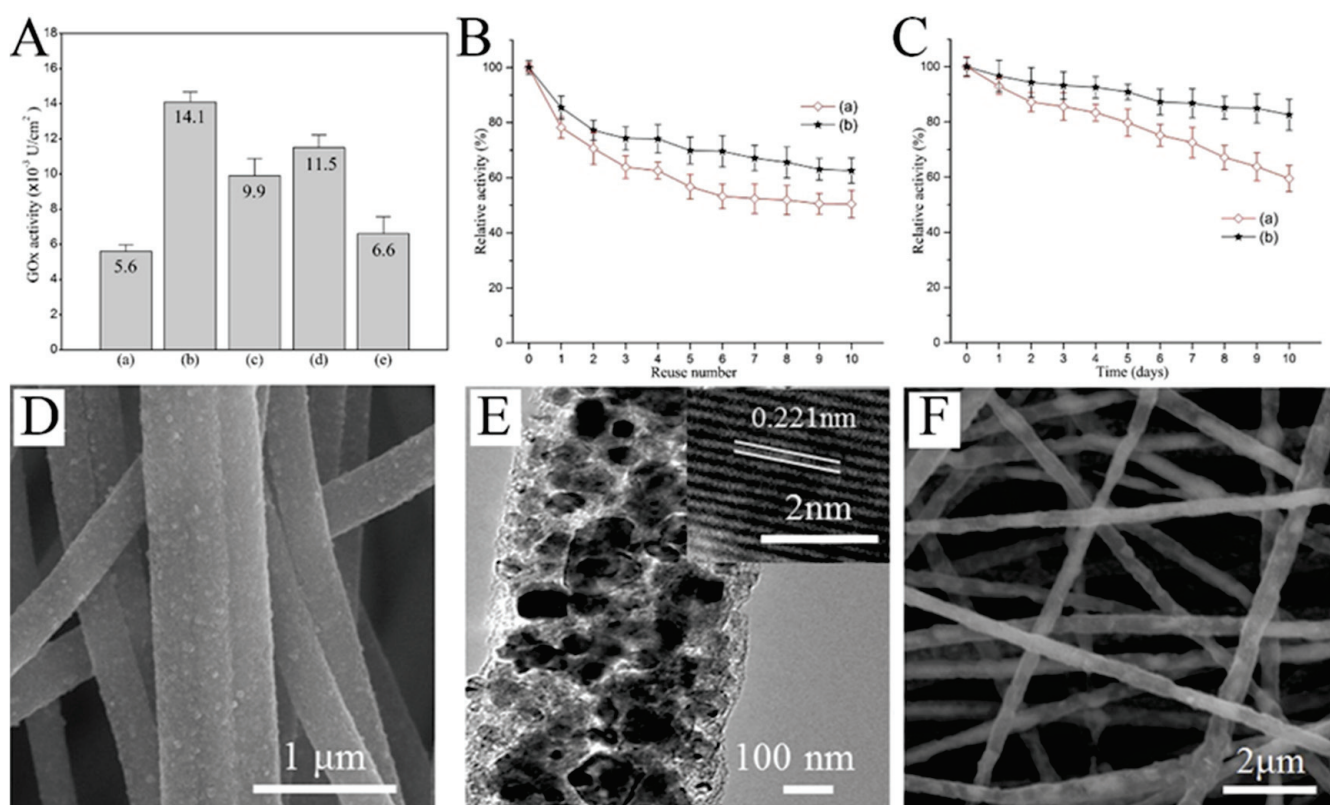 A
GOx activity (x10⁻³ U/cm²)
18
16
14
12
10
8
6
4
2
0
5.6
14.1
9.9
11.5
6.6
(a) (b) (c) (d) (e)
B
Relative activity (%)
100
80
60
40
20
0
(a)
(b)
0 1 2 3 4 5 6 7 8 9 10
Reuse number
C
Relative activity (%)
100
80
60
40
20
0
(a)
(b)
0 1 2 3 4 5 6 7 8 9 10
Time (days)
D
1 μm
E
0.221nm
2nm
100 nm
F
2μm